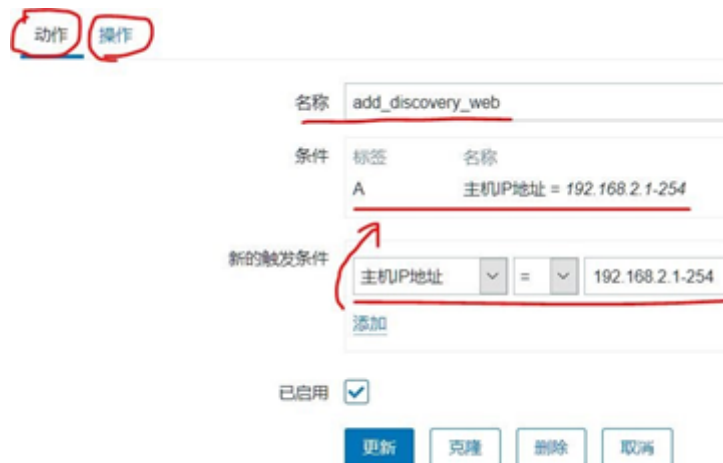 动作 操作
名称 add_discovery_web
条件 标签 名称
A 主机IP地址 = 192.168.2.1-254
新的触发条件
主机IP地址 = 192.168.2.1-254
添加
已启用
更新 克隆 删除 取消